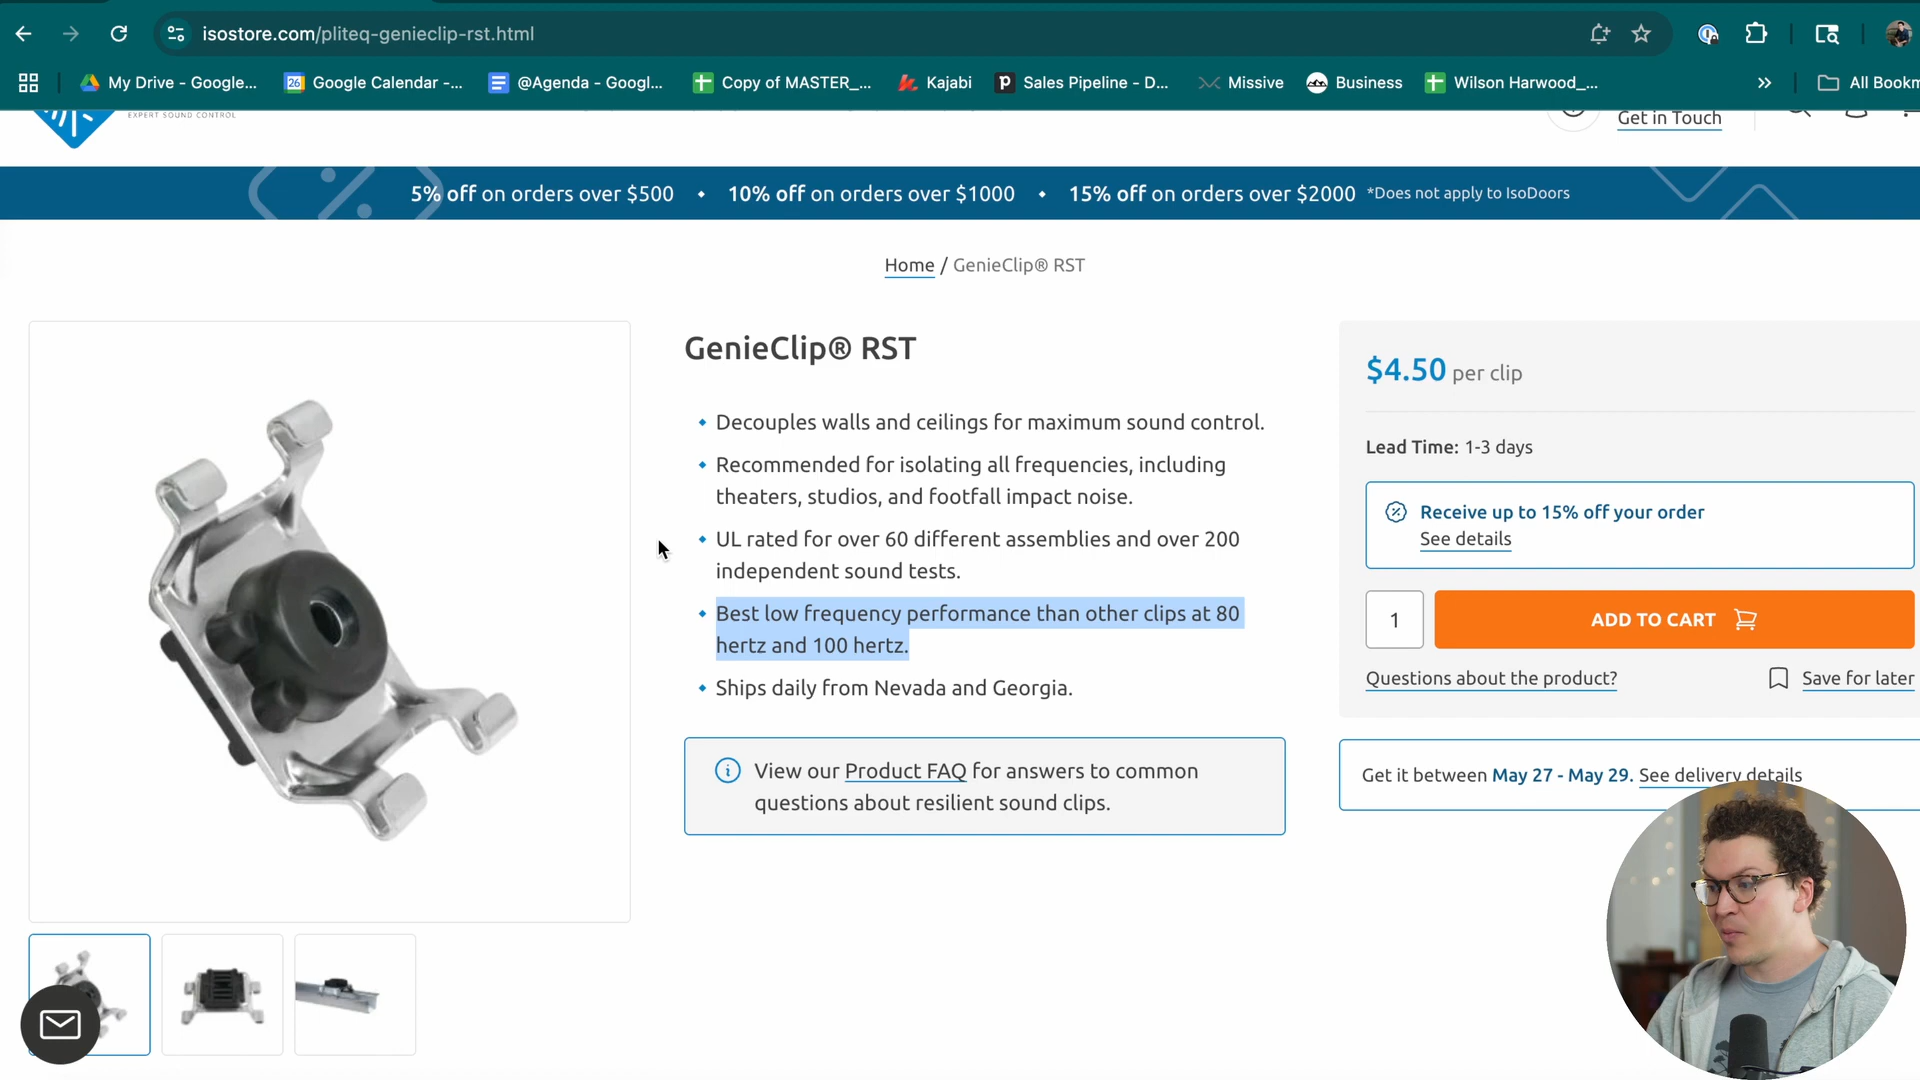 isostore.com/pliteq-genieclip-rst.html
My Drive - Google...
26
Google Calendar -...
@Agenda - Googl...
Copy of MASTER_...
Kajabi
Sales Pipeline - D...
Missive
Business
Wilson Harwood_...
All Bookm
EXPERT SOUND CONTROL
Get in Touch
5% off on orders over $500 • 10% off on orders over $1000 • 15% off on orders over $2000 *Does not apply to IsoDoors
Home / GenieClip® RST
GenieClip® RST
Decouples walls and ceilings for maximum sound control.
Recommended for isolating all frequencies, including
theaters, studios, and footfall impact noise.
UL rated for over 60 different assemblies and over 200
independent sound tests.
Best low frequency performance than other clips at 80
hertz and 100 hertz.
Ships daily from Nevada and Georgia.
View our Product FAQ for answers to common
questions about resilient sound clips.
$4.50 per clip
Lead Time: 1-3 days
Receive up to 15% off your order
See details
1
ADD TO CART
Questions about the product?
Save for later
Get it between May 27 - May 29. See delivery details